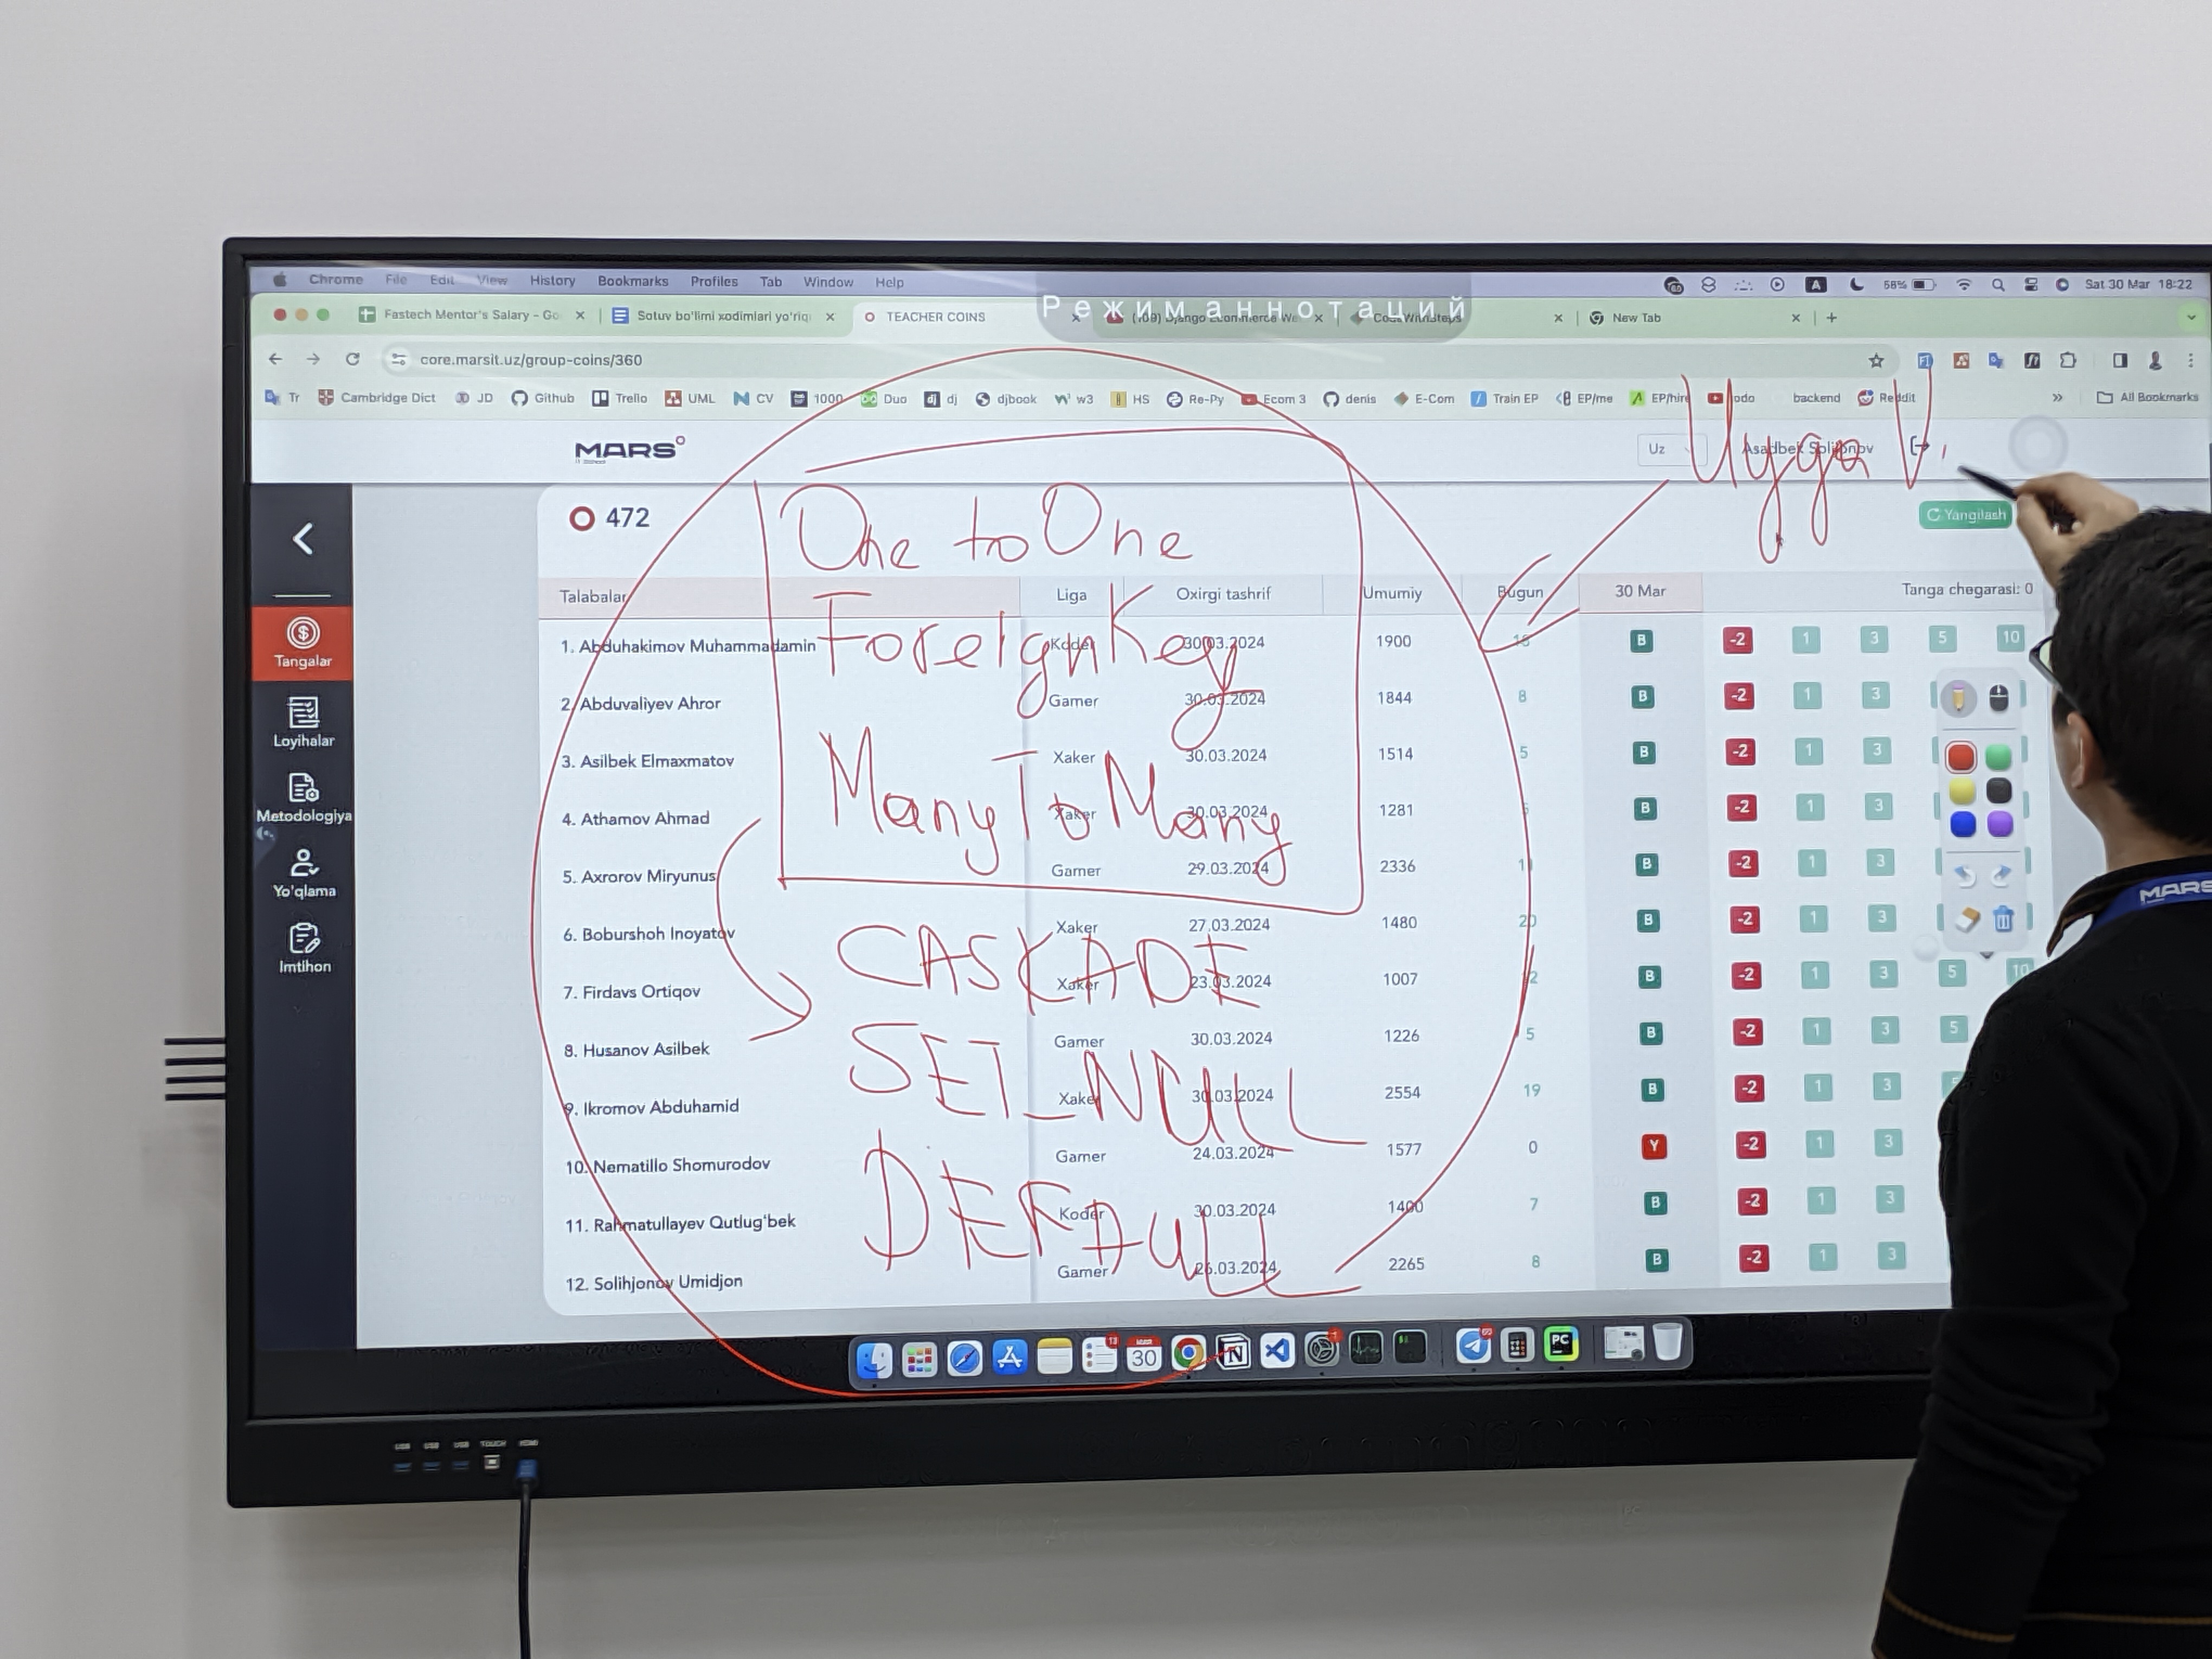 Chrome File Edit View History Bookmarks Profiles Tab Window Help
58% A Sat 30 Mar 18:22
Режим аннотаций
Fastech Mentor's Salary - Go
Sotuv bo'limi xodimlari yo'riq
TEACHER COINS
New Tab
core.marsit.uz/group-coins/360
Tr Cambridge Dict JD Github Trello UML CV 1000 Duo dj djbook w3 HS Re-Py Ecom 3 denis E-Com Train EP EP/me EP/hire odo backend Reddit » All Bookmarks
MARS
Uz
Asadbek Solijonov
Uyga V
472
Yangilash
One to One
Talabalar Liga Oxirgi tashrif Umumiy Bugun 30 Mar Tanga chegarasi: 0
ForeignKey
1. Abduhakimov Muhammadamin Koder 30.03.2024 1900 B -2 1 3 5 10
2. Abduvaliyev Ahror Gamer 30.03.2024 1844 8 B -2 1 3
ManyToMany
3. Asilbek Elmaxmatov Xaker 30.03.2024 1514 5 B -2 1 3
4. Athamov Ahmad Xaker 30.03.2024 1281 B -2 1 3
5. Axrorov Miryunus Gamer 29.03.2024 2336 B -2 1 3
6. Boburshoh Inoyatov Xaker 27.03.2024 1480 20 B -2 1 3
CASKADE
7. Firdavs Ortiqov Xaker 23.03.2024 1007 B -2 1 3 5 10
8. Husanov Asilbek Gamer 30.03.2024 1226 5 B -2 1 3 5
SET_NULL
9. Ikromov Abduhamid Xaker 30.03.2024 2554 19 B -2 1 3
10. Nematillo Shomurodov Gamer 24.03.2024 1577 0 Y -2 1 3
DEFAULL
11. Rahmatullayev Qutlug'bek Koder 30.03.2024 1400 7 B -2 1 3
12. Solihjonov Umidjon Gamer 26.03.2024 2265 8 B -2 1 3
Tangalar
Loyihalar
Metodologiya
Yo'qlama
Imtihon
MARS
13 30 PC
USB USB USB TOUCH HDMI